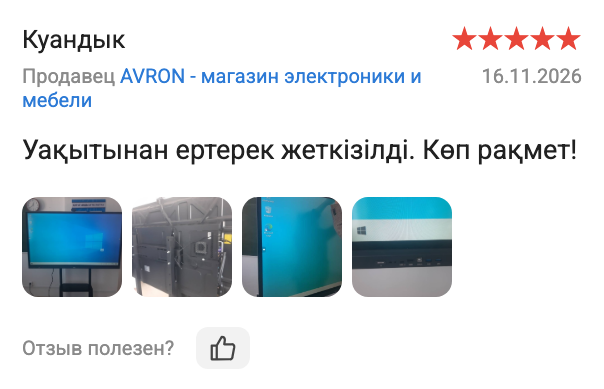 Куандык
Продавец AVRON - магазин электроники и мебели
16.11.2026
Уақытынан ертерек жеткізілді. Көп рақмет!
Отзыв полезен?